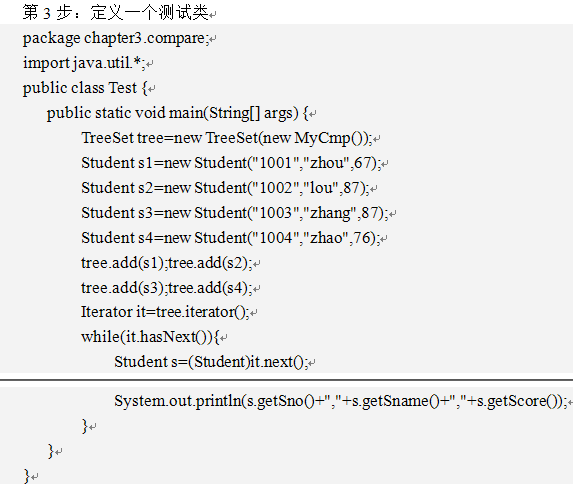 第 3 步：定义一个测试类↵
package chapter3.compare;↵
import java.util.*;↵
public class Test {↵
public static void main(String[] args) {↵
TreeSet tree=new TreeSet(new MyCmp());↵
Student s1=new Student("1001","zhou",67);↵
Student s2=new Student("1002","lou",87);↵
Student s3=new Student("1003","zhang",87);↵
Student s4=new Student("1004","zhao",76);↵
tree.add(s1);tree.add(s2);↵
tree.add(s3);tree.add(s4);↵
Iterator it=tree.iterator();↵
while(it.hasNext()){↵
Student s=(Student)it.next();↵
System.out.println(s.getSno()+","+s.getSname()+","+s.getScore());↵
}↵
}↵
}↵